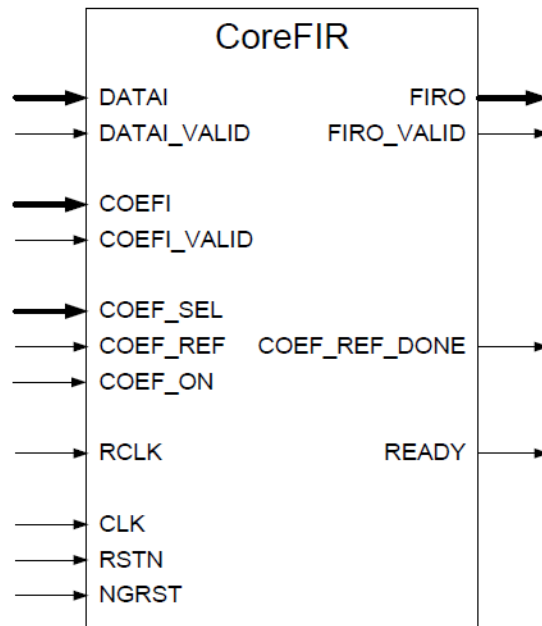 CoreFIR
DATAI FIRO
DATAI_VALID FIRO_VALID
COEFI
COEFI_VALID
COEF_SEL
COEF_REF COEF_REF_DONE
COEF_ON
RCLK READY
CLK
RSTN
NGRST